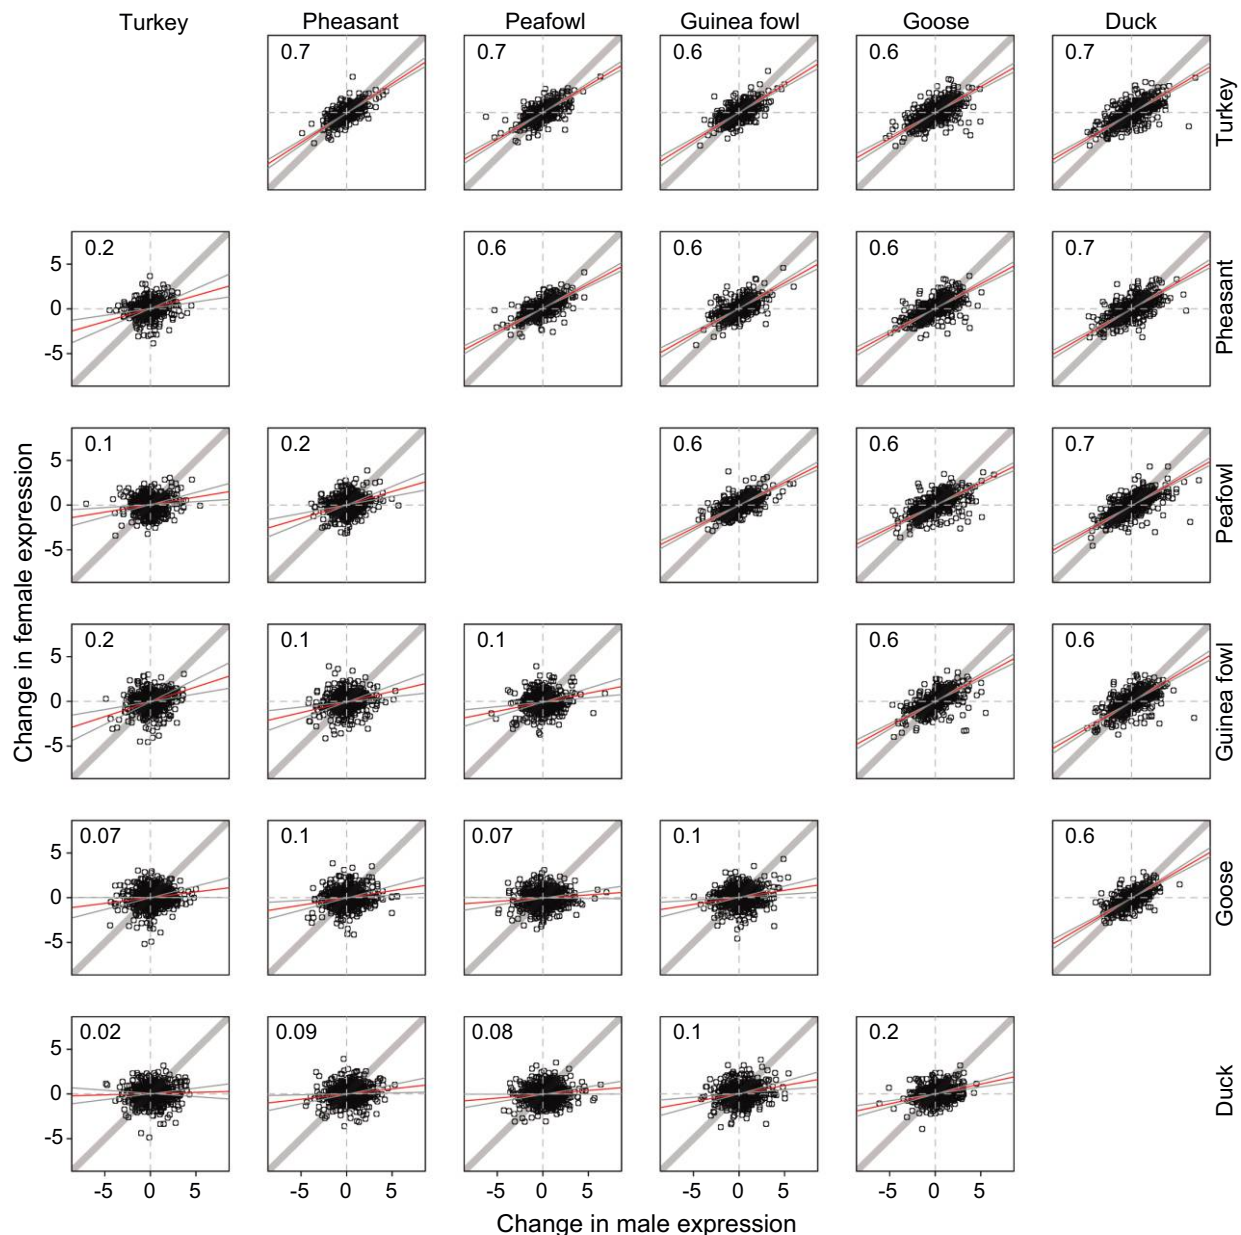 Turkey Pheasant Peafowl Guinea fowl Goose Duck
0.7 0.7 0.6 0.6 0.7 Turkey
0.2 0.6 0.6 0.6 0.7 Pheasant
5
0
-5
0.1 0.2 0.6 0.6 0.7 Peafowl
5
0
-5
Change in female expression
0.2 0.1 0.1 0.6 0.6 Guinea fowl
5
0
-5
0.07 0.1 0.07 0.1 0.6 Goose
5
0
-5
0.02 0.09 0.08 0.1 0.2 Duck
5
0
-5
-5 0 5 -5 0 5 -5 0 5 -5 0 5 -5 0 5
Change in male expression